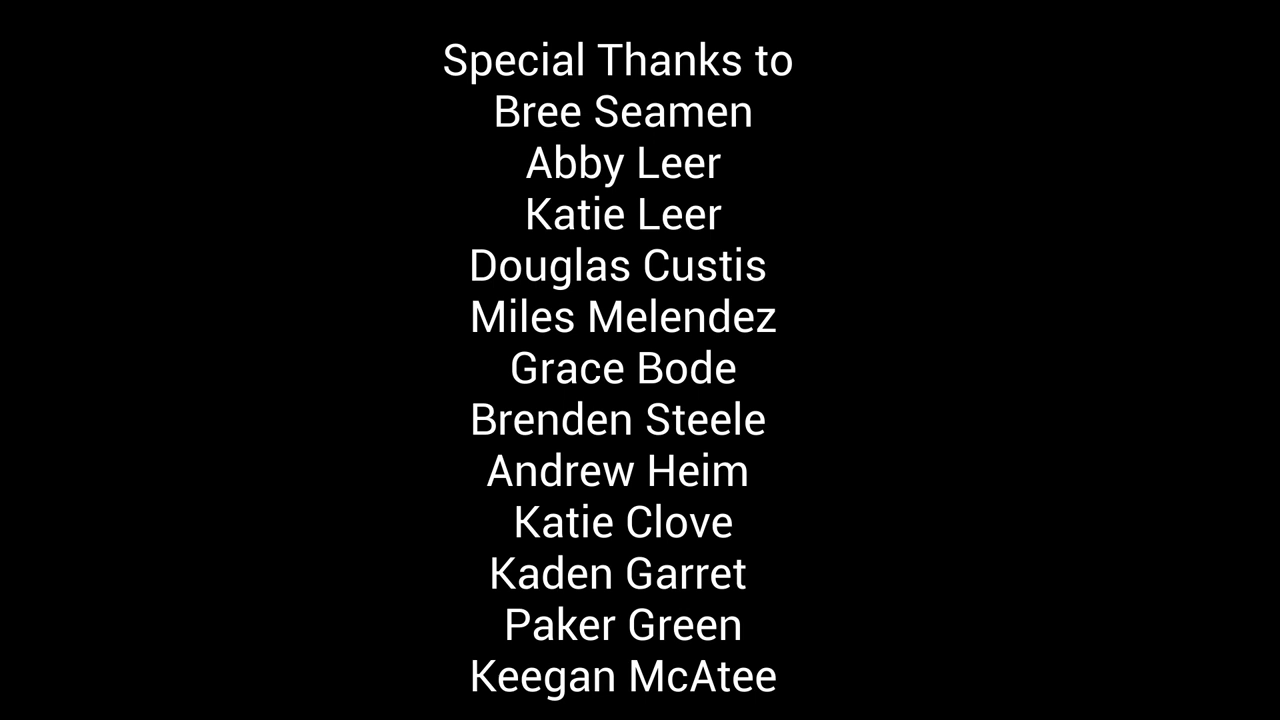 Special Thanks to
Bree Seamen
Abby Leer
Katie Leer
Douglas Custis
Miles Melendez
Grace Bode
Brenden Steele
Andrew Heim
Katie Clove
Kaden Garret
Paker Green
Keegan McAtee